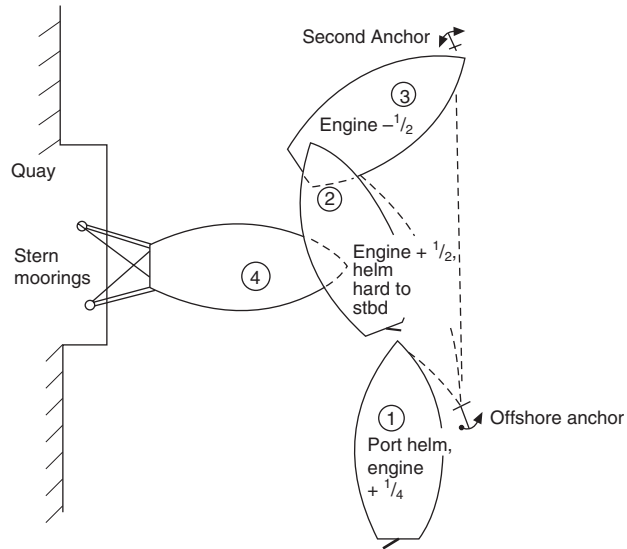 Second Anchor
3
Engine –1/2
Quay
2
Stern
moorings
4
Engine + 1/2,
helm
hard to
stbd
1
Offshore anchor
Port helm,
engine
+ 1/4